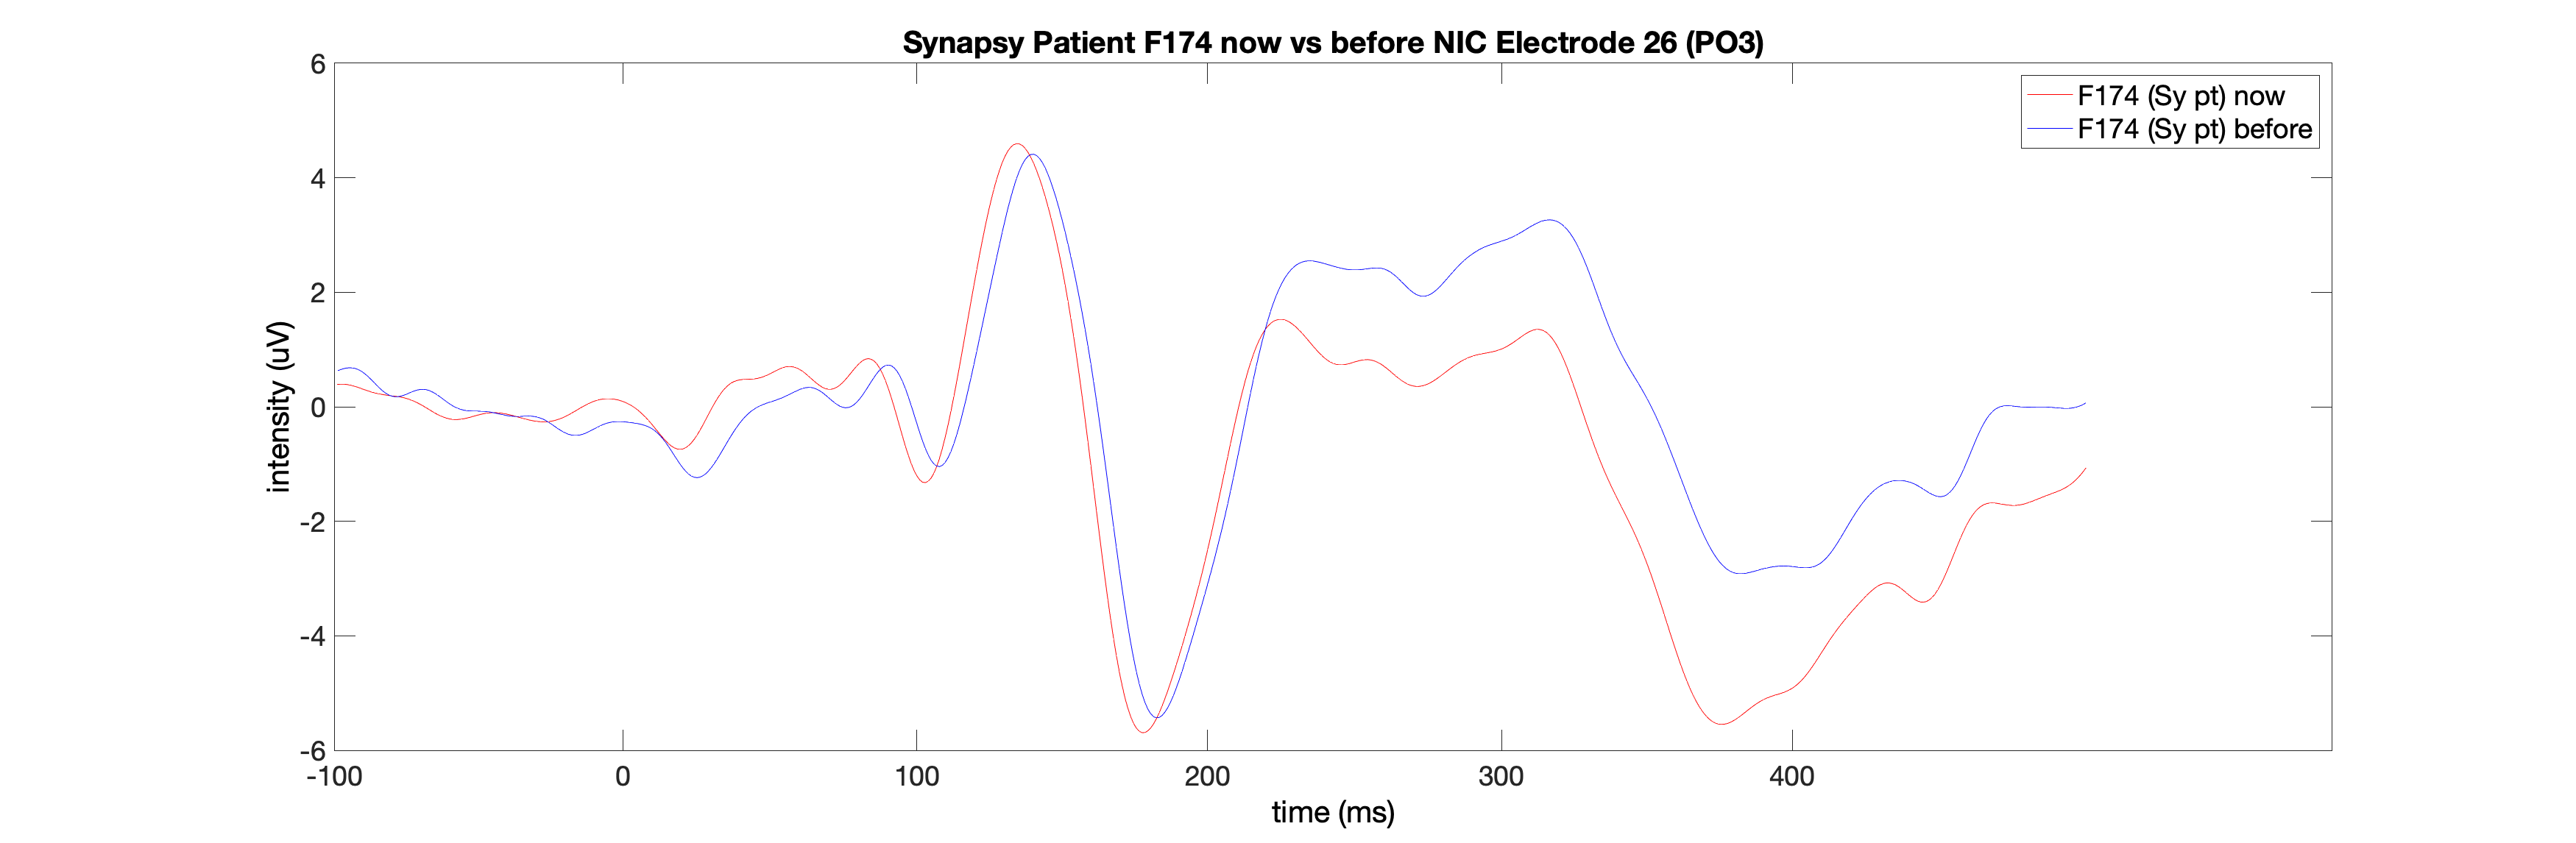 Synapsy Patient F174 now vs before NIC Electrode 26 (PO3)
F174 (Sy pt) now
F174 (Sy pt) before
intensity (uV)
6
4
2
0
-2
-4
-6
-100 0 100 200 300 400
time (ms)